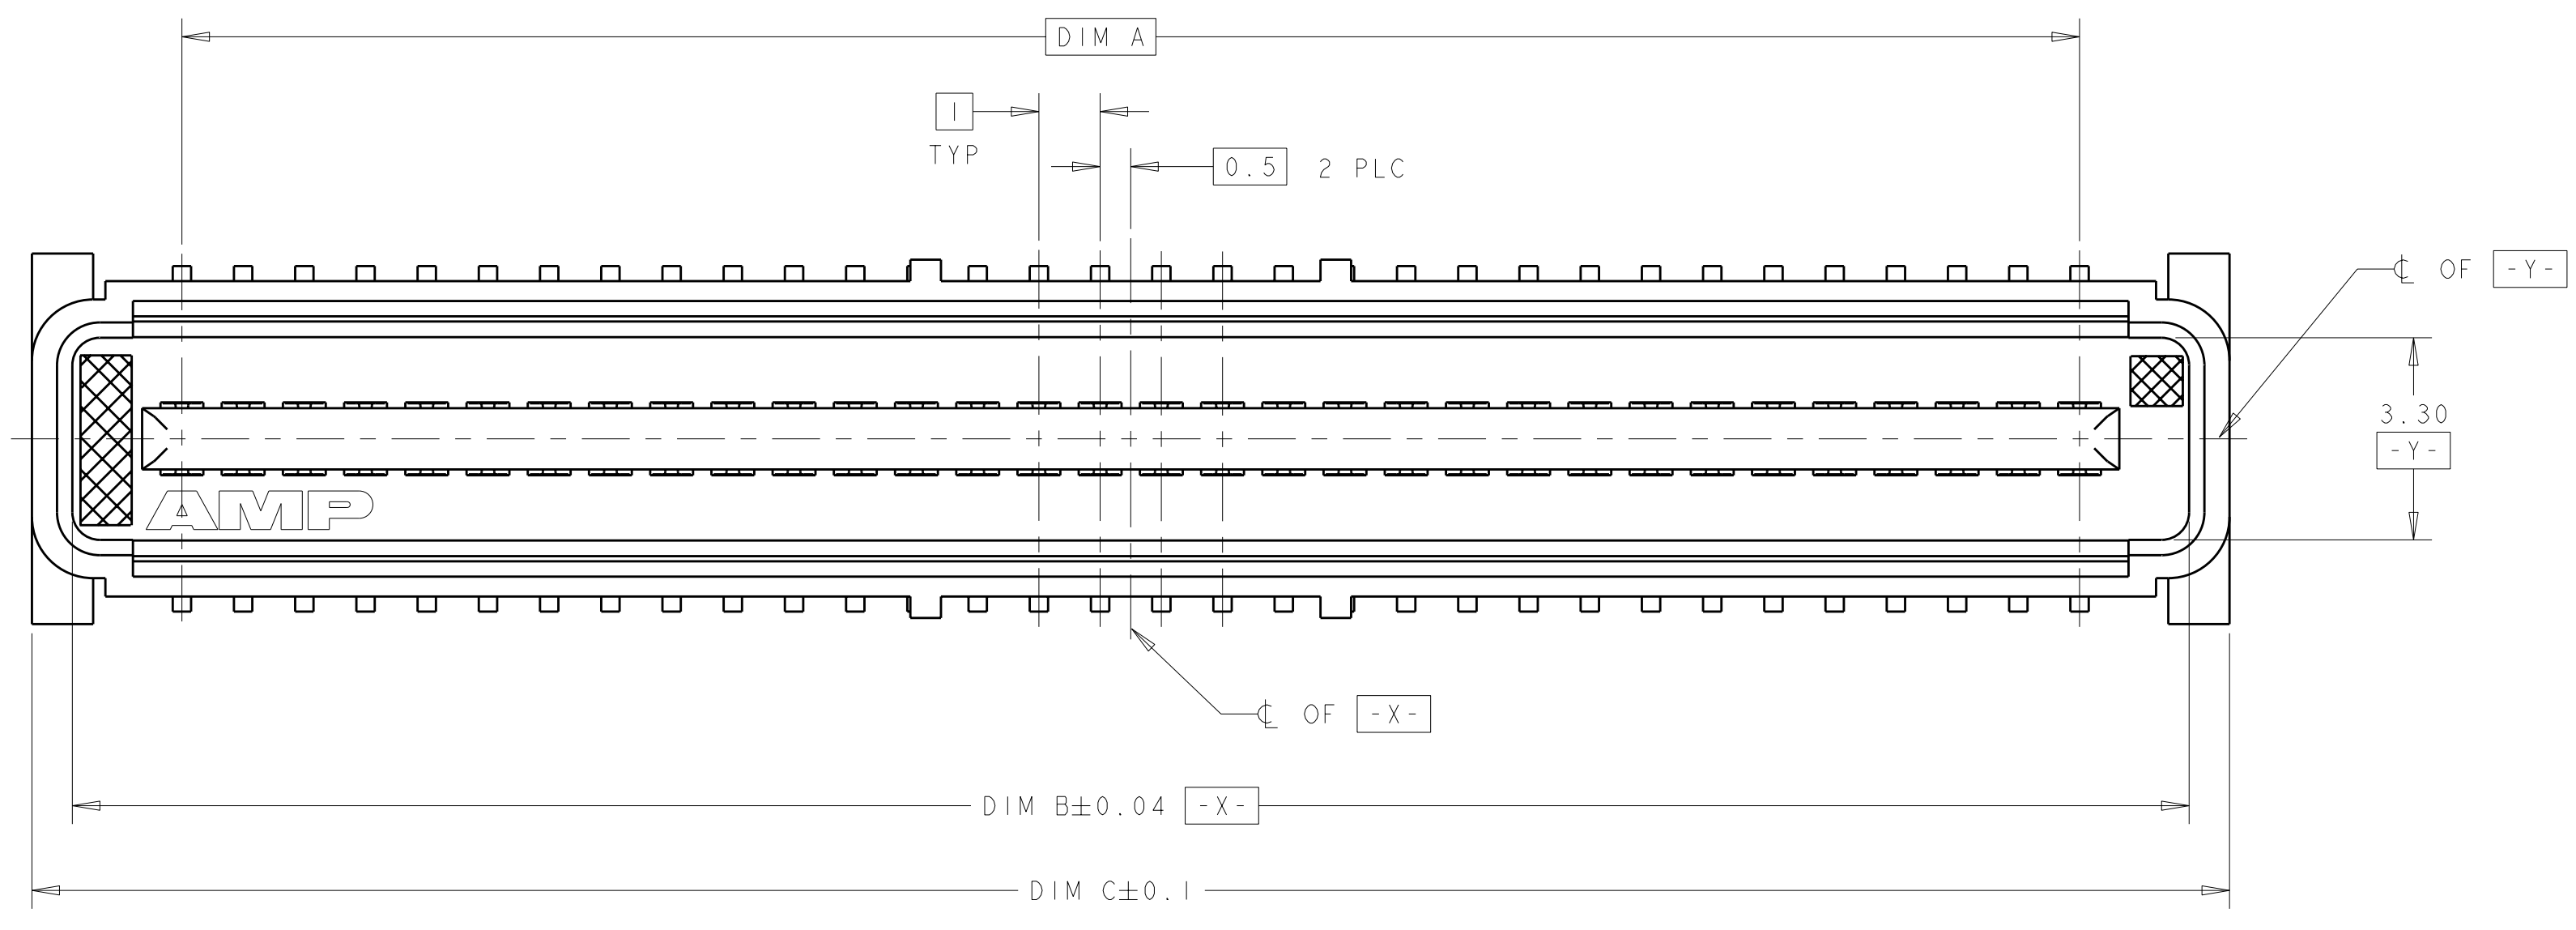 DIM A
1
TYP
0.5 2 PLC
℄ OF -Y-
3.30
-Y-
AMP
℄ OF -X-
DIM B±0.04 -X-
DIM C±0.1